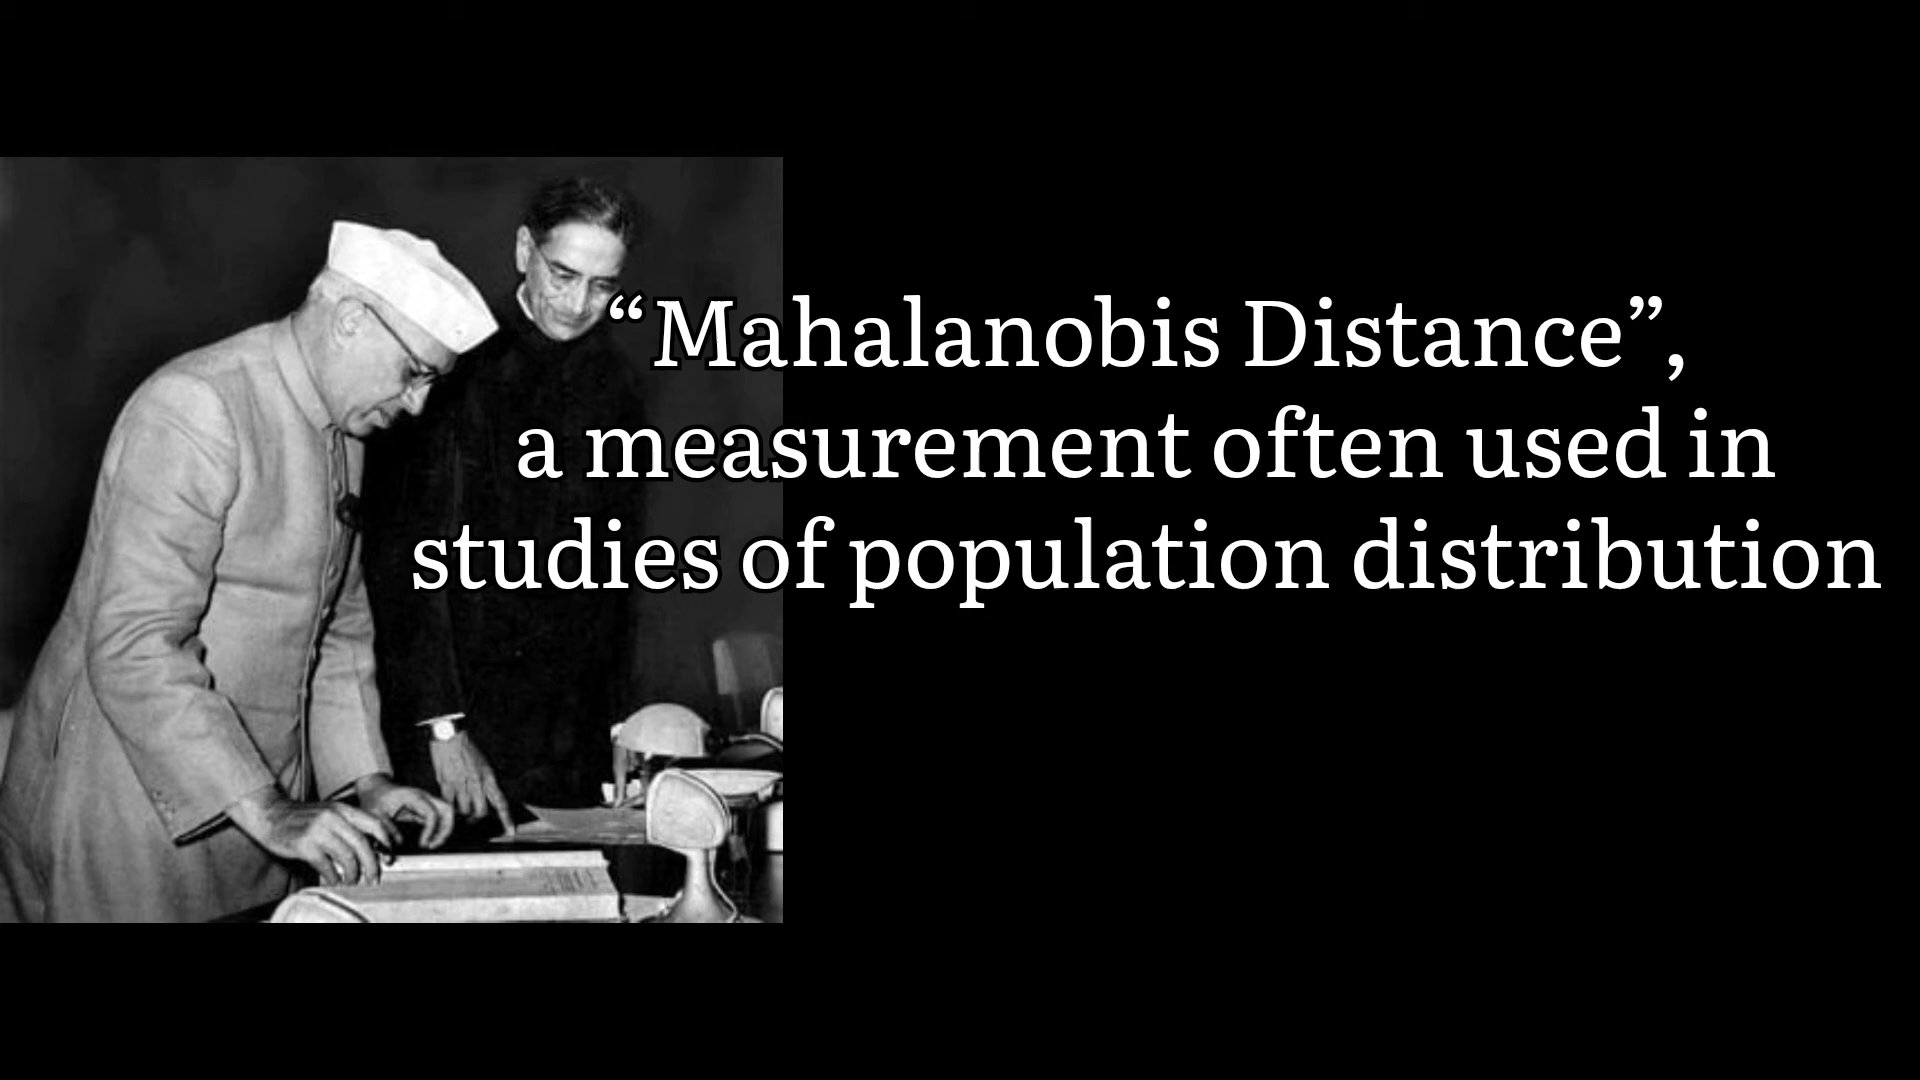 “Mahalanobis Distance”,
a measurement often used in
studies of population distribution